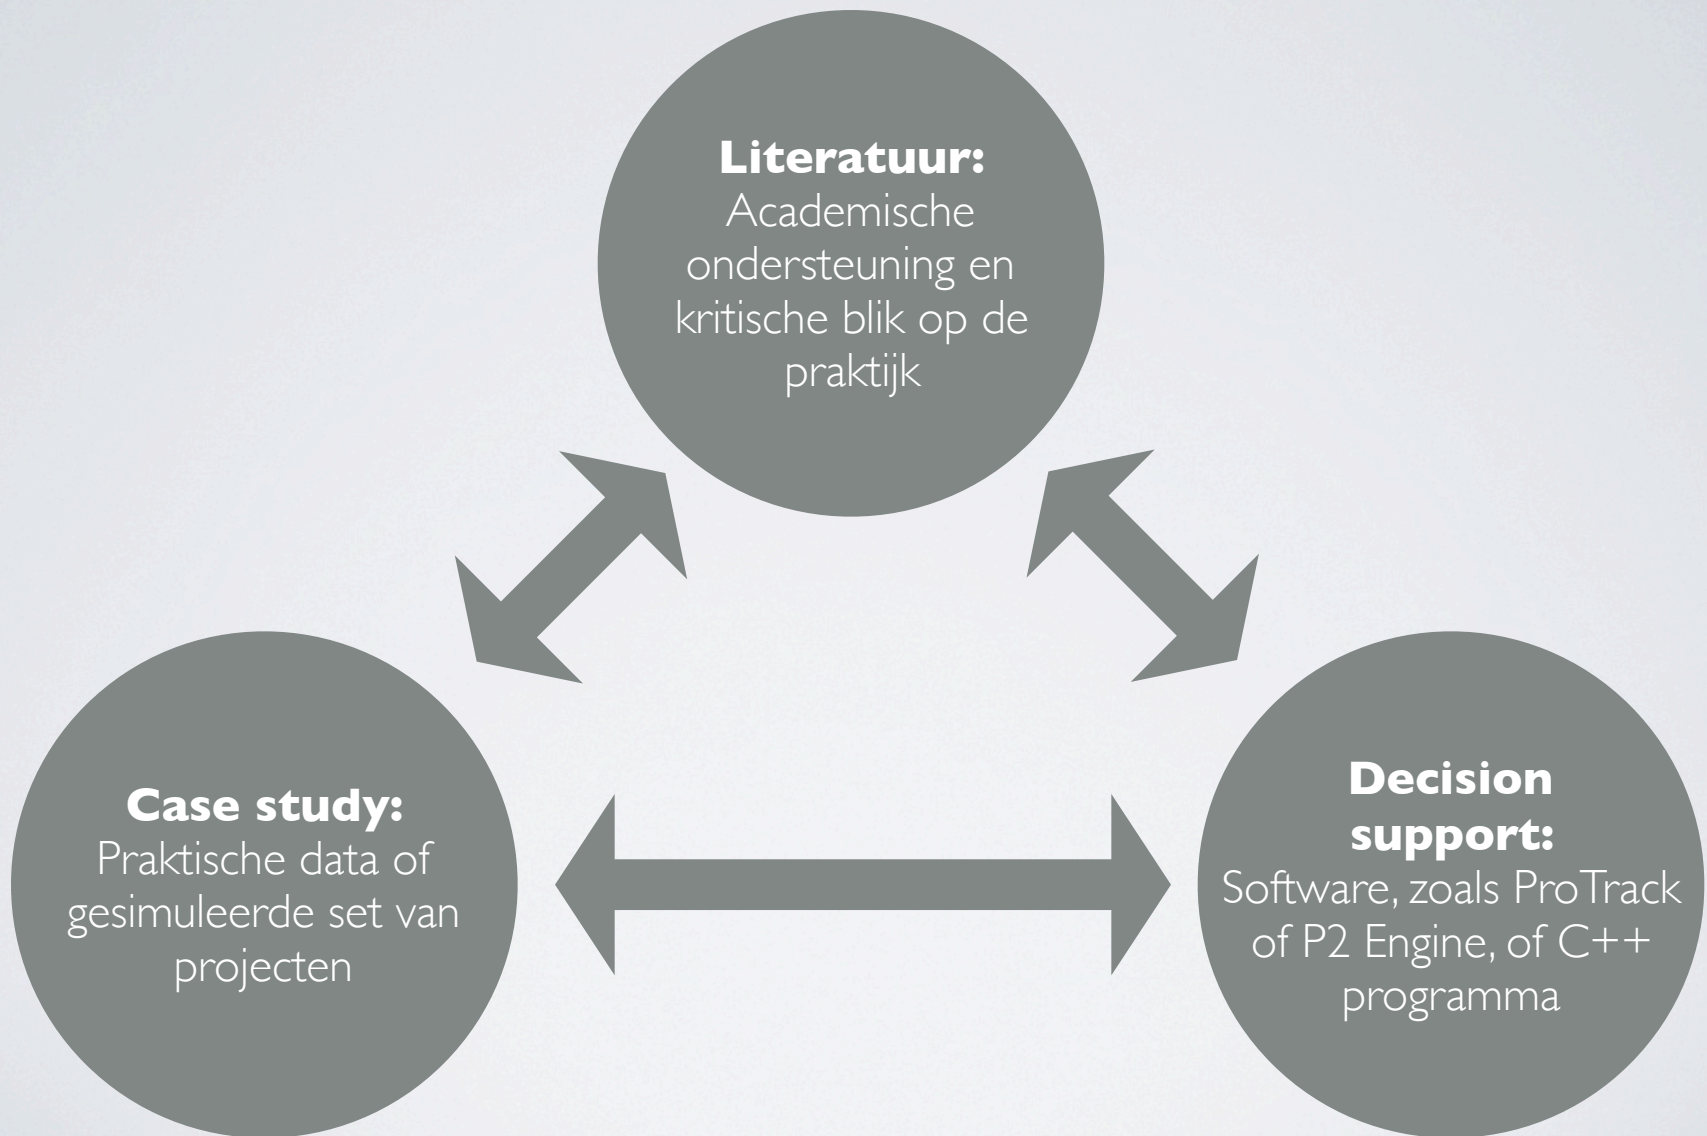 Literatuur:
Academische
ondersteuning en
kritische blik op de
praktijk
Case study:
Praktische data of
gesimuleerde set van
projecten
Decision
support:
Software, zoals ProTrack
of P2 Engine, of C++
programma